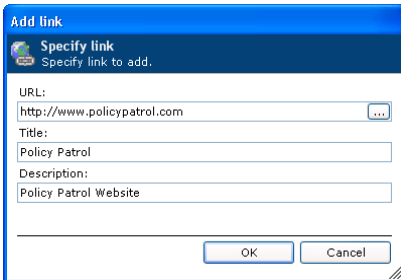 Add link
Specify link
Specify link to add.
URL:
http://www.policypatrol.com
...
Title:
Policy Patrol
Description:
Policy Patrol Website
OK Cancel